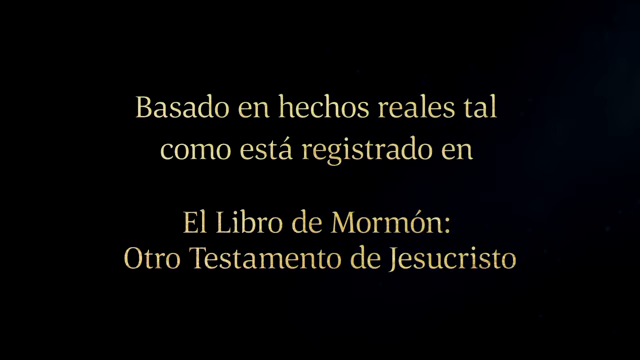 Basado en hechos reales tal
como está registrado en
El Libro de Mormón:
Otro Testamento de Jesucristo